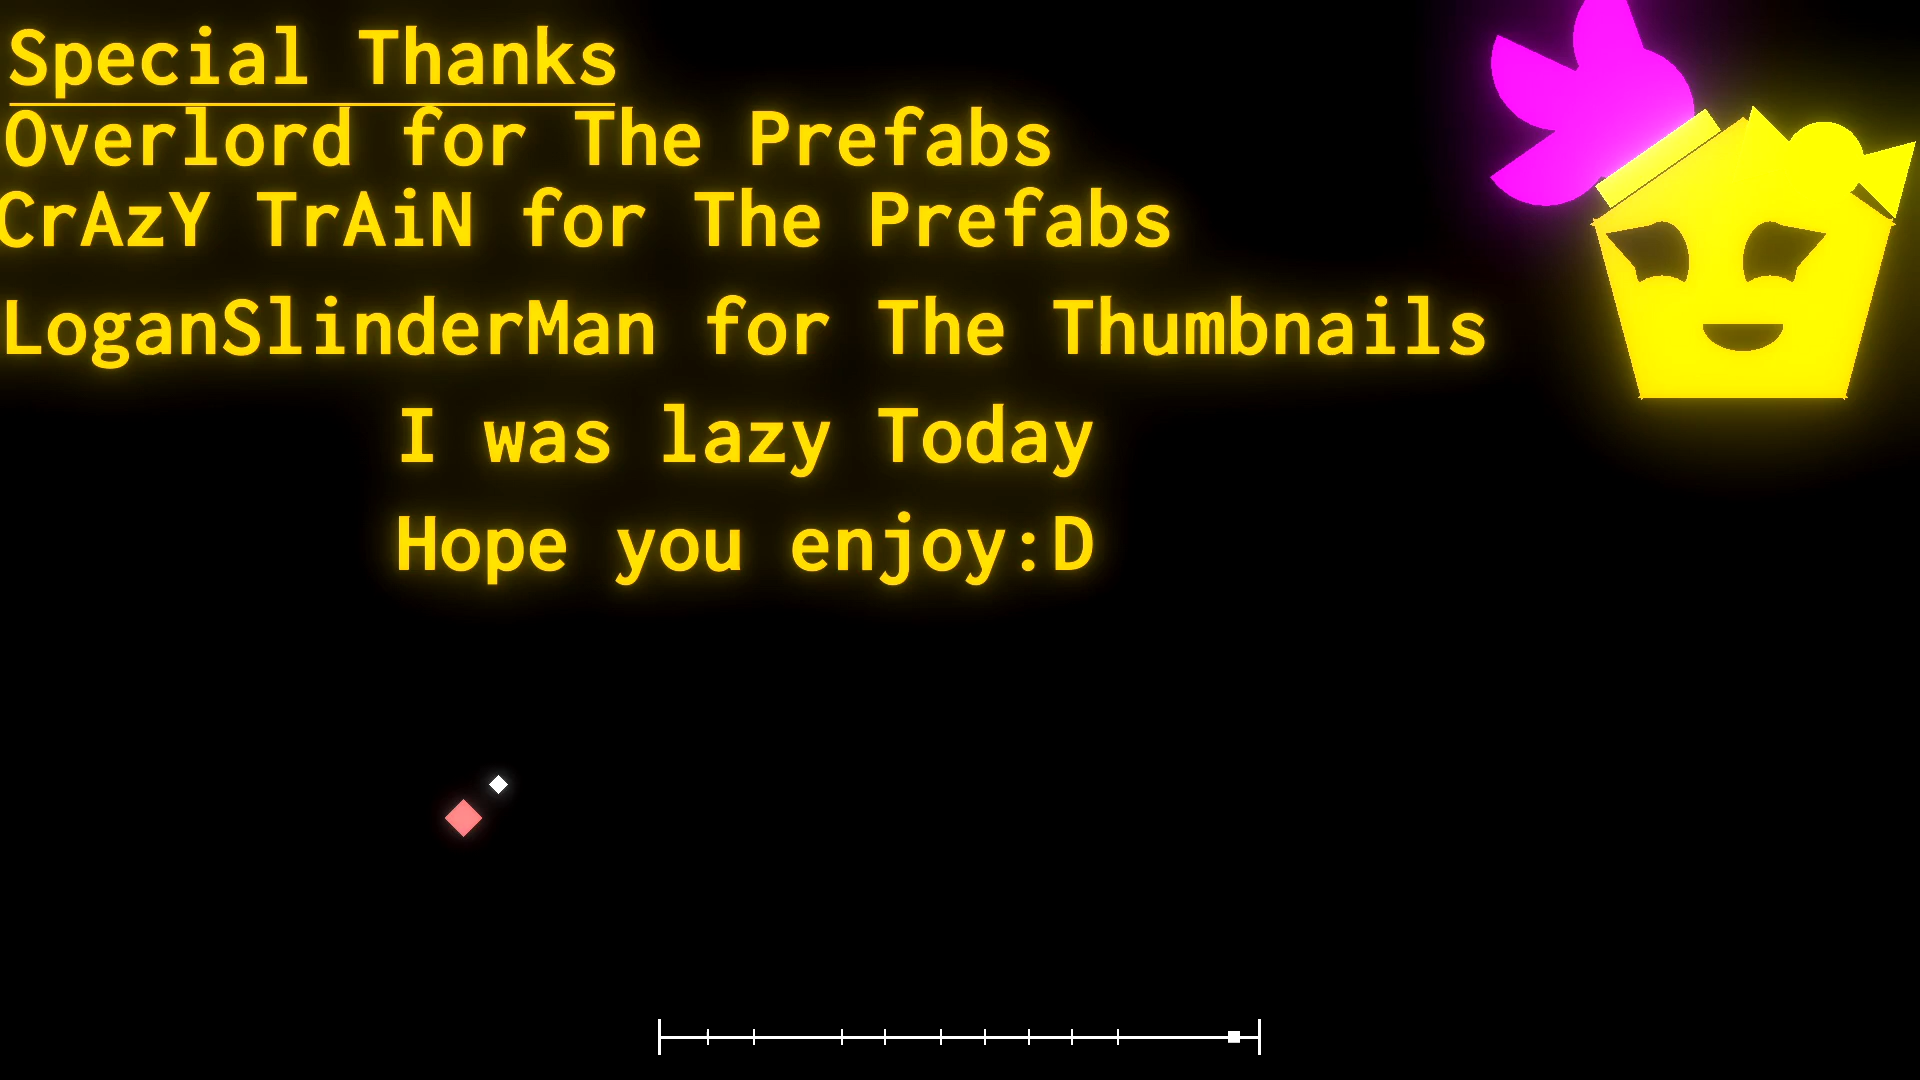 Special Thanks
Overlord for The Prefabs
CrAzY TrAiN for The Prefabs
LoganSlinderMan for The Thumbnails
I was lazy Today
Hope you enjoy:D